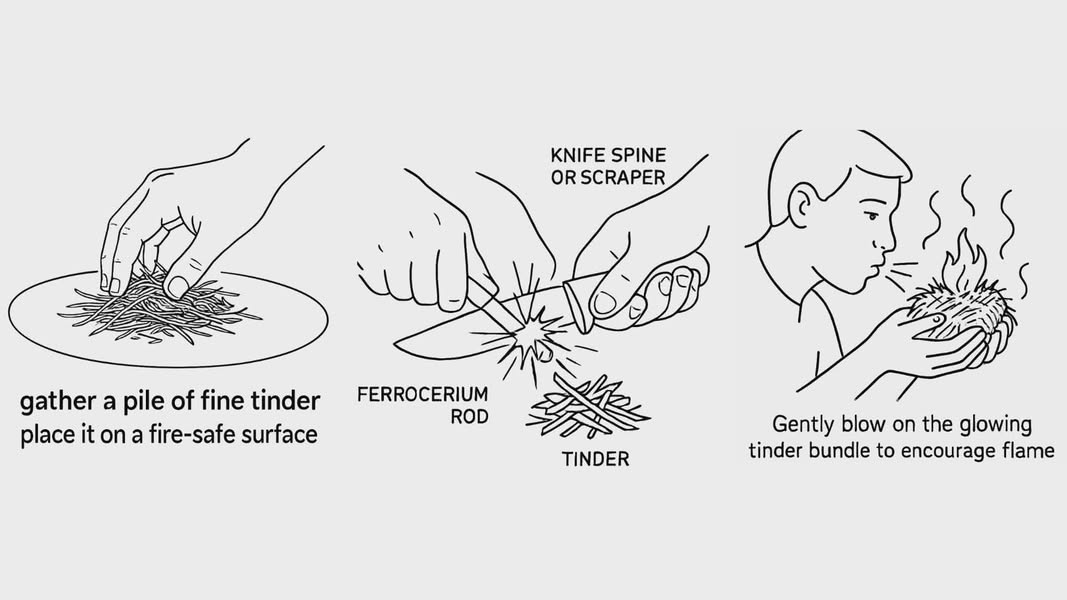 gather a pile of fine tinder
place it on a fire-safe surface
KNIFE SPINE
OR SCRAPER
FERROCERIUM
ROD
TINDER
Gently blow on the glowing
tinder bundle to encourage flame